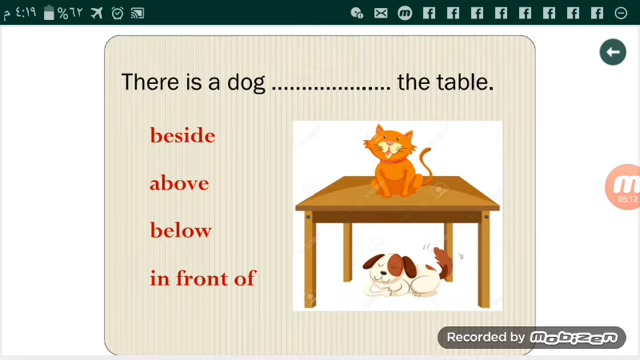 م ٤:١٩ %٦٢
There is a dog .................... the table.
beside
above
below
in front of
05:12
Recorded by mobizen